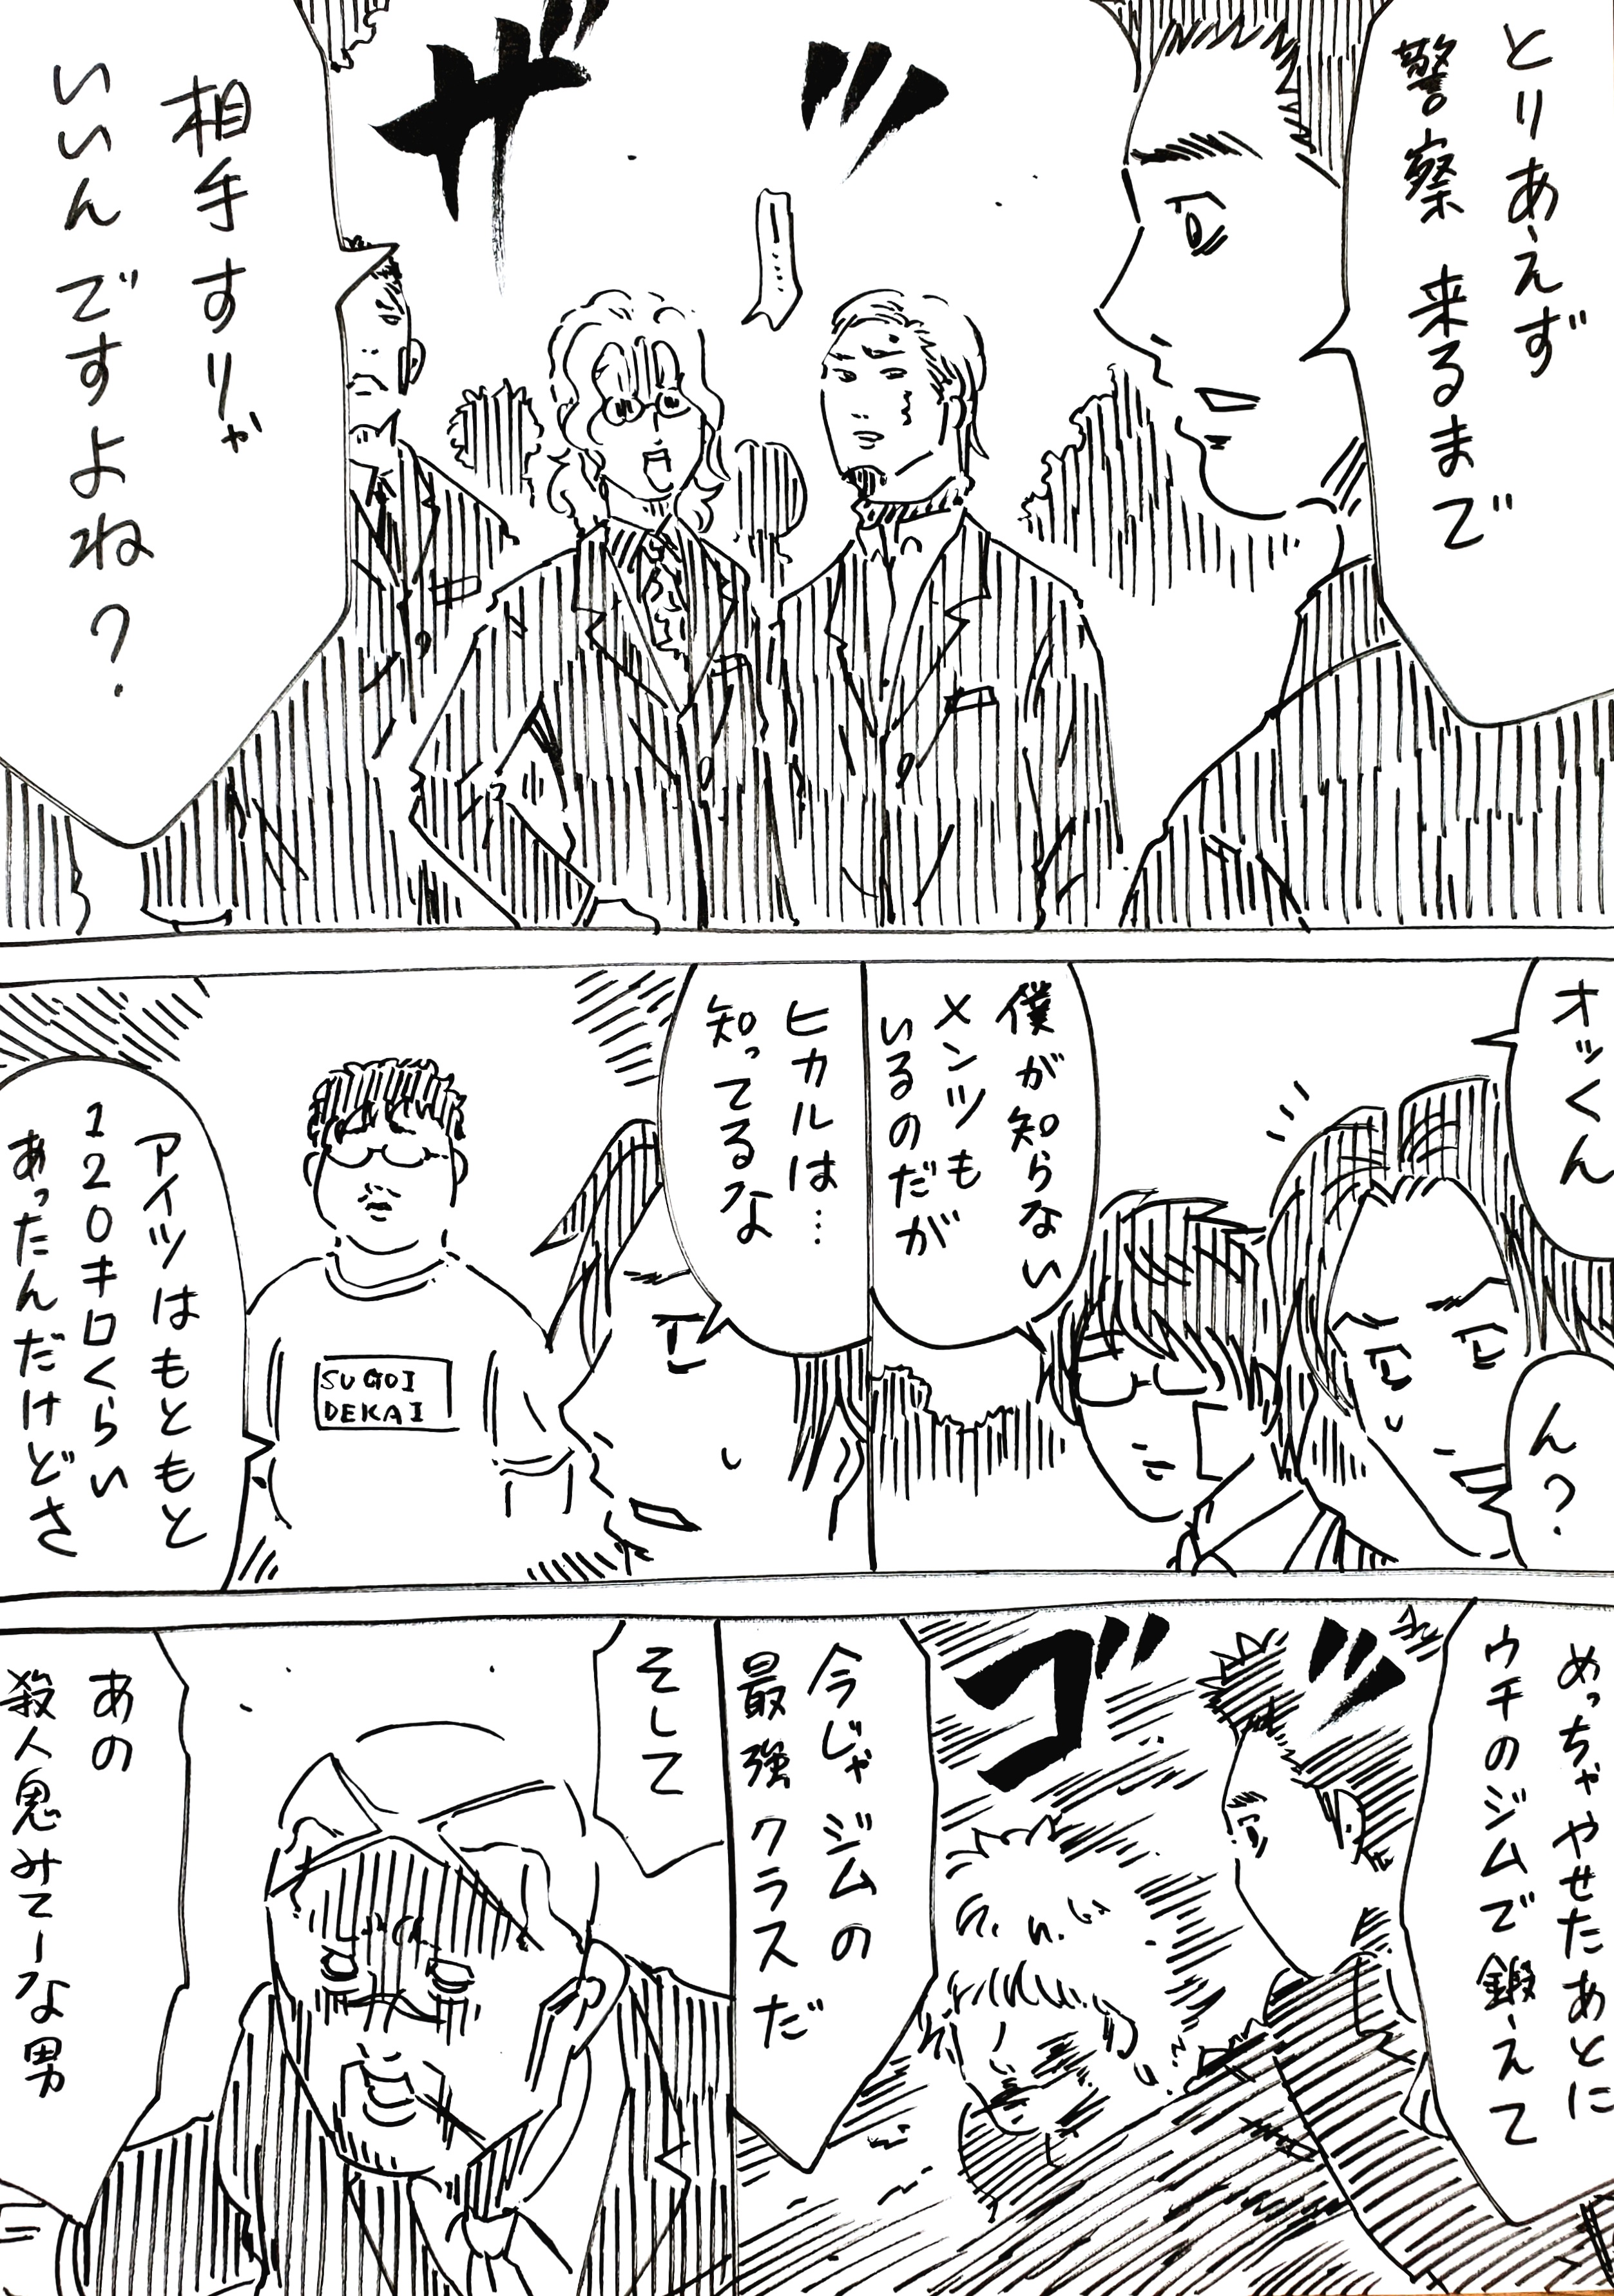 とりあえず
警察 来るまで
ザッ
……
相手すりゃ
いいんですよね?
オッくん
ん?
僕が知らない
メンツも
いるのだが
ヒカルは…
知ってるな
SUGOI
DEKAI
アイツはもともと
120キロくらい
あったんだけどさ
めっちゃやせたあとに
ウチのジムで鍛えて
ゴッ
今じゃジムの
最強クラスだ
そして
あの
殺人鬼みてーな男